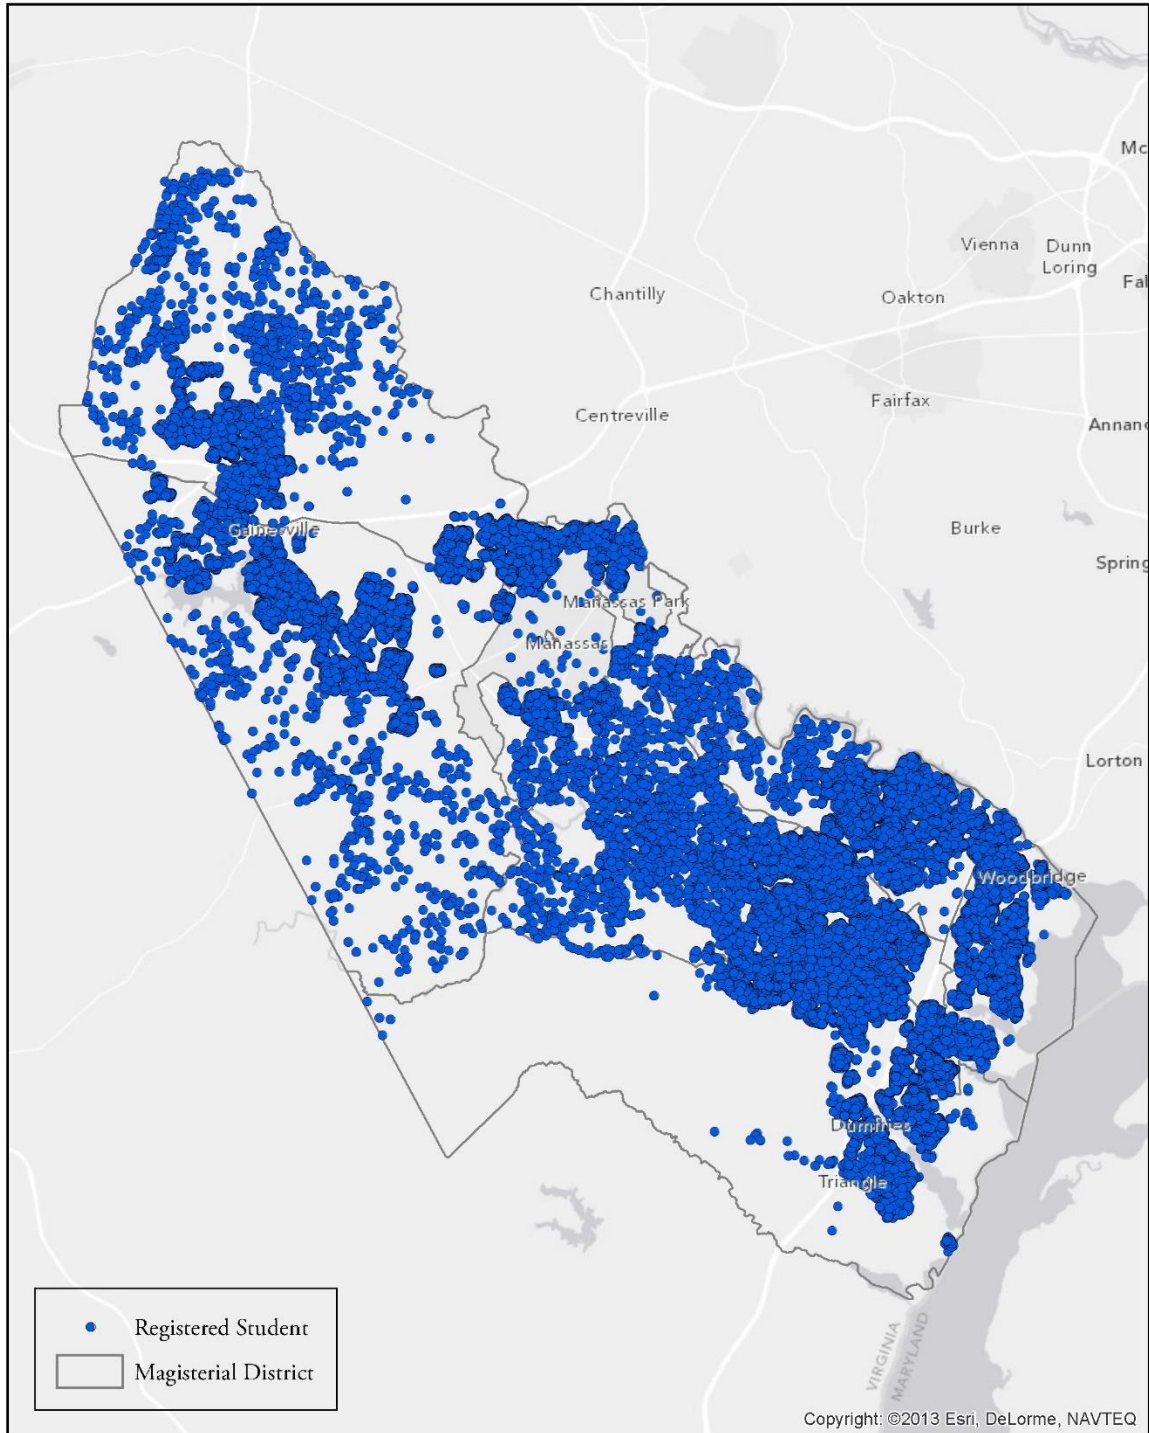 Mc
Vienna
Dunn
Loring
Fal
Chantilly
Oakton
Fairfax
Centreville
Annand
Gainesville
Burke
Spring
Manassas Park
Manassas
Lorton
Woodbridge
Dumfries
Triangle
Registered Student
Magisterial District
VIRGINIA
MARYLAND
Copyright: ©2013 Esri, DeLorme, NAVTEQ